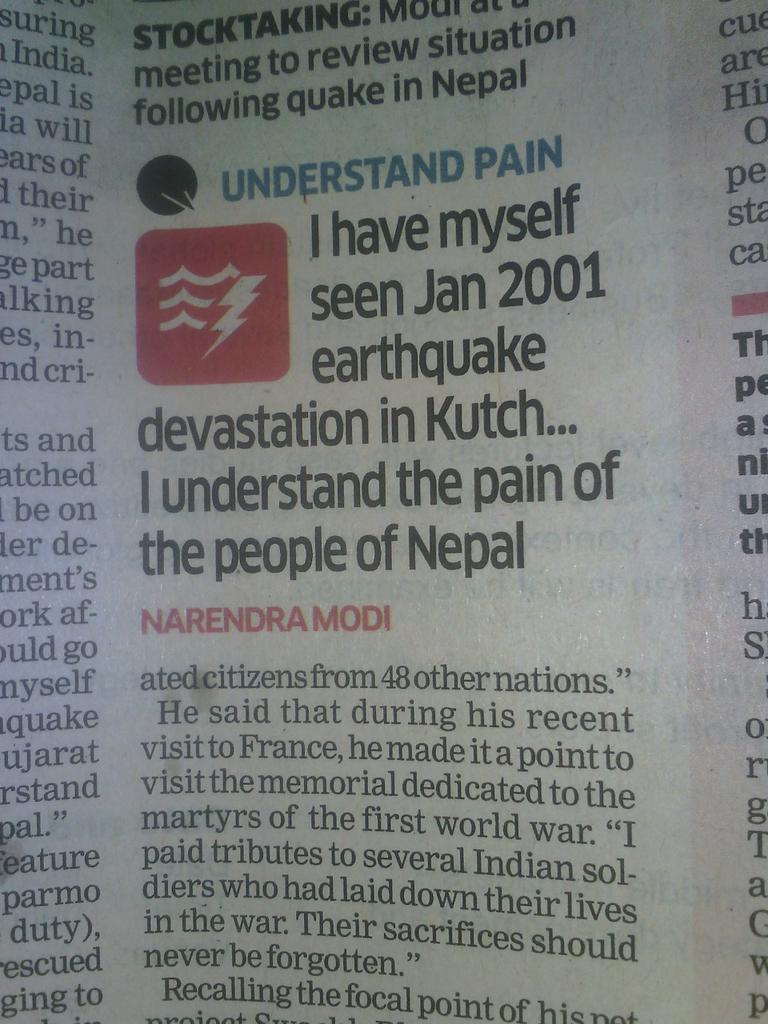 suring
India.
epal is
ia will
ears of
d their
m," he
ge part
alking
es, in-
nd cri-
ts and
atched
l be on
der de-
ment's
ork af-
ould go
myself
quake
ujarat
rstand
pal."
feature
parmo
duty),
rescued
ging to
STOCKTAKING: Modi at a
meeting to review situation
following quake in Nepal
UNDERSTAND PAIN
I have myself
seen Jan 2001
earthquake
devastation in Kutch...
I understand the pain of
the people of Nepal
NARENDRA MODI
ated citizens from 48 other nations."
He said that during his recent
visit to France, he made it a point to
visit the memorial dedicated to the
martyrs of the first world war. "I
paid tributes to several Indian sol-
diers who had laid down their lives
in the war. Their sacrifices should
never be forgotten."
Recalling the focal point of his pet
project
cue
are
Hi
O
pe
sta
ca
Th
pe
a s
ni
un
th
ha
S
o
r
g
T
a
G
w
p